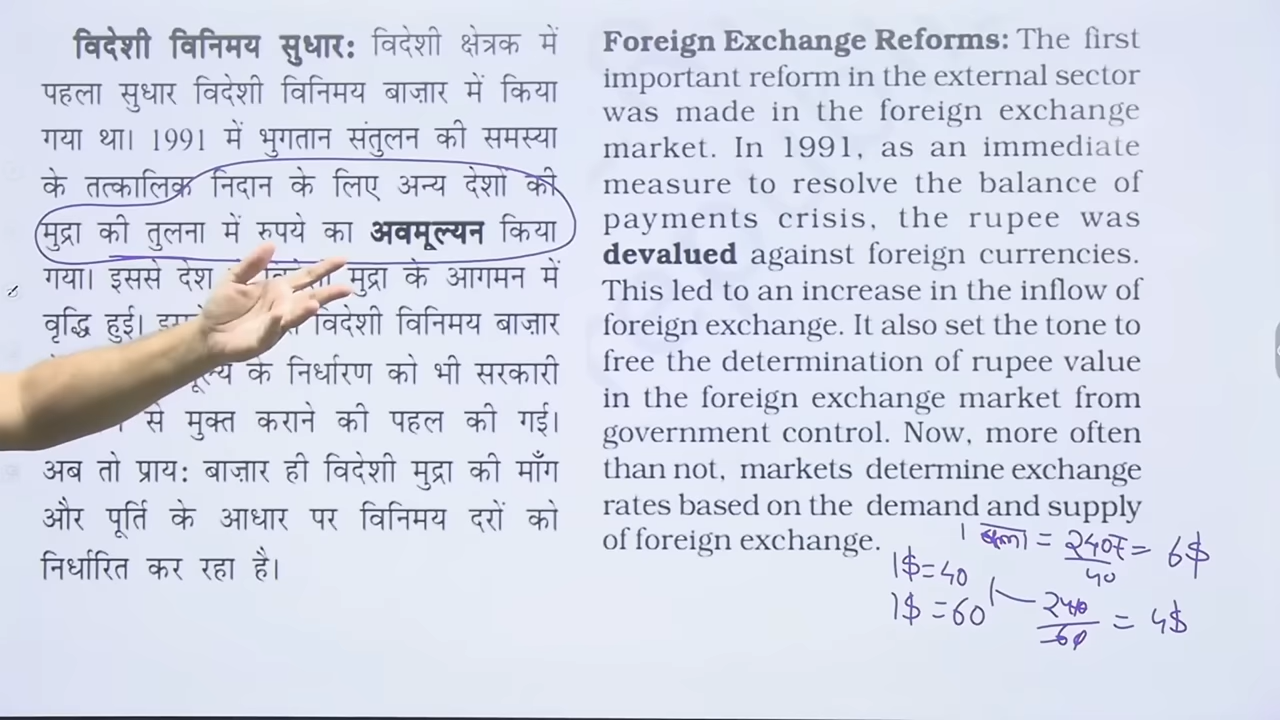 विदेशी विनिमय सुधार: विदेशी क्षेत्रक में
पहला सुधार विदेशी विनिमय बाज़ार में किया
गया था। 1991 में भुगतान संतुलन की समस्या
के तत्कालिक निदान के लिए अन्य देशों की
मुद्रा की तुलना में रुपये का अवमूल्यन किया
गया। इससे देश मुद्रा के आगमन में
वृद्धि हुई। विदेशी विनिमय बाज़ार
के निर्धारण को भी सरकारी
से मुक्त कराने की पहल की गई।
अब तो प्राय: बाज़ार ही विदेशी मुद्रा की माँग
और पूर्ति के आधार पर विनिमय दरों को
निर्धारित कर रहा है।
Foreign Exchange Reforms: The first
important reform in the external sector
was made in the foreign exchange
market. In 1991, as an immediate
measure to resolve the balance of
payments crisis, the rupee was
devalued against foreign currencies.
This led to an increase in the inflow of
foreign exchange. It also set the tone to
free the determination of rupee value
in the foreign exchange market from
government control. Now, more often
than not, markets determine exchange
rates based on the demand and supply
of foreign exchange.
1 = 240₹/40 = 6$
1$=40
1$=60
240/60 = 4$